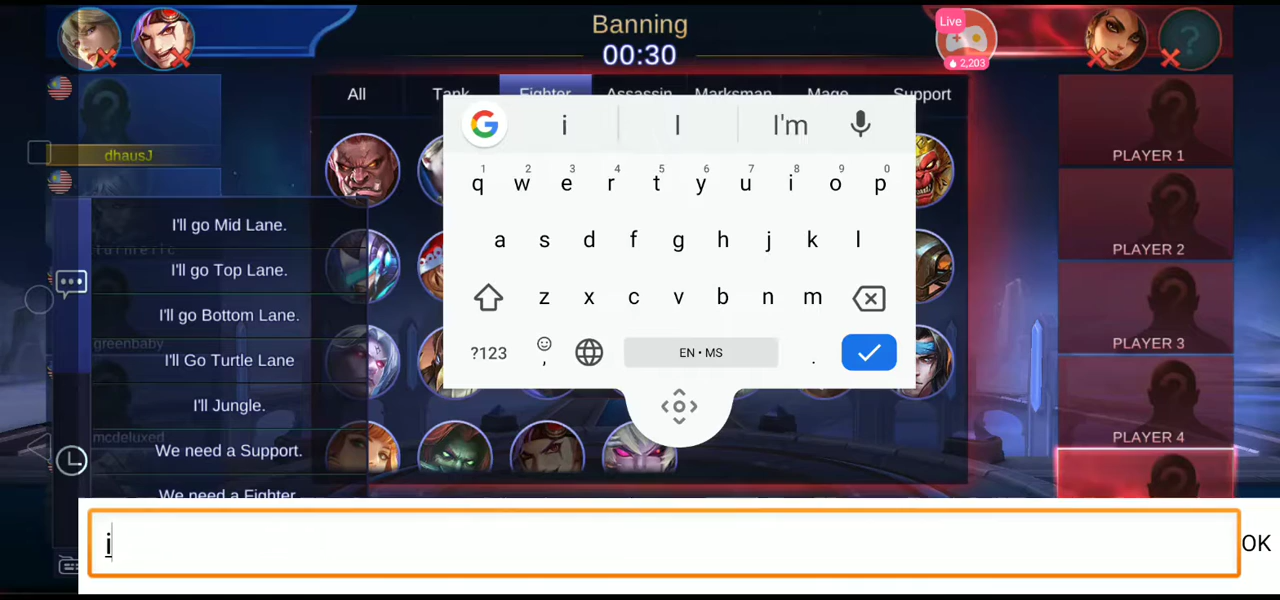 Banning
00:30
Live
2,203
All
Tank
Fighter
Assassin
Marksman
Mage
Support
dhausJ
turmeric
greenbaby
mcdeluxed
I'll go Mid Lane.
I'll go Top Lane.
I'll go Bottom Lane.
I'll Go Turtle Lane
I'll Jungle.
We need a Support.
We need a Fighter
G
i
I
I'm
1 2 3 4 5 6 7 8 9 0
q w e r t y u i o p
a s d f g h j k l
z x c v b n m
?123
,
EN • MS
.
PLAYER 1
PLAYER 2
PLAYER 3
PLAYER 4
?
i
OK